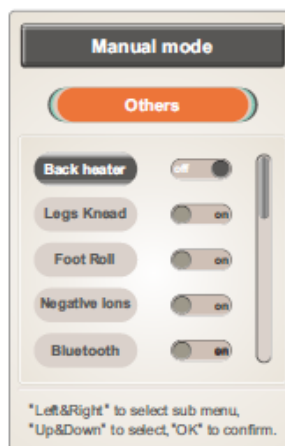 Manual mode
Others
Back heater off
Legs Knead on
Foot Roll on
Negative Ions on
Bluetooth on
"Left&Right" to select sub menu,
"Up&Down" to select,"OK" to confirm.